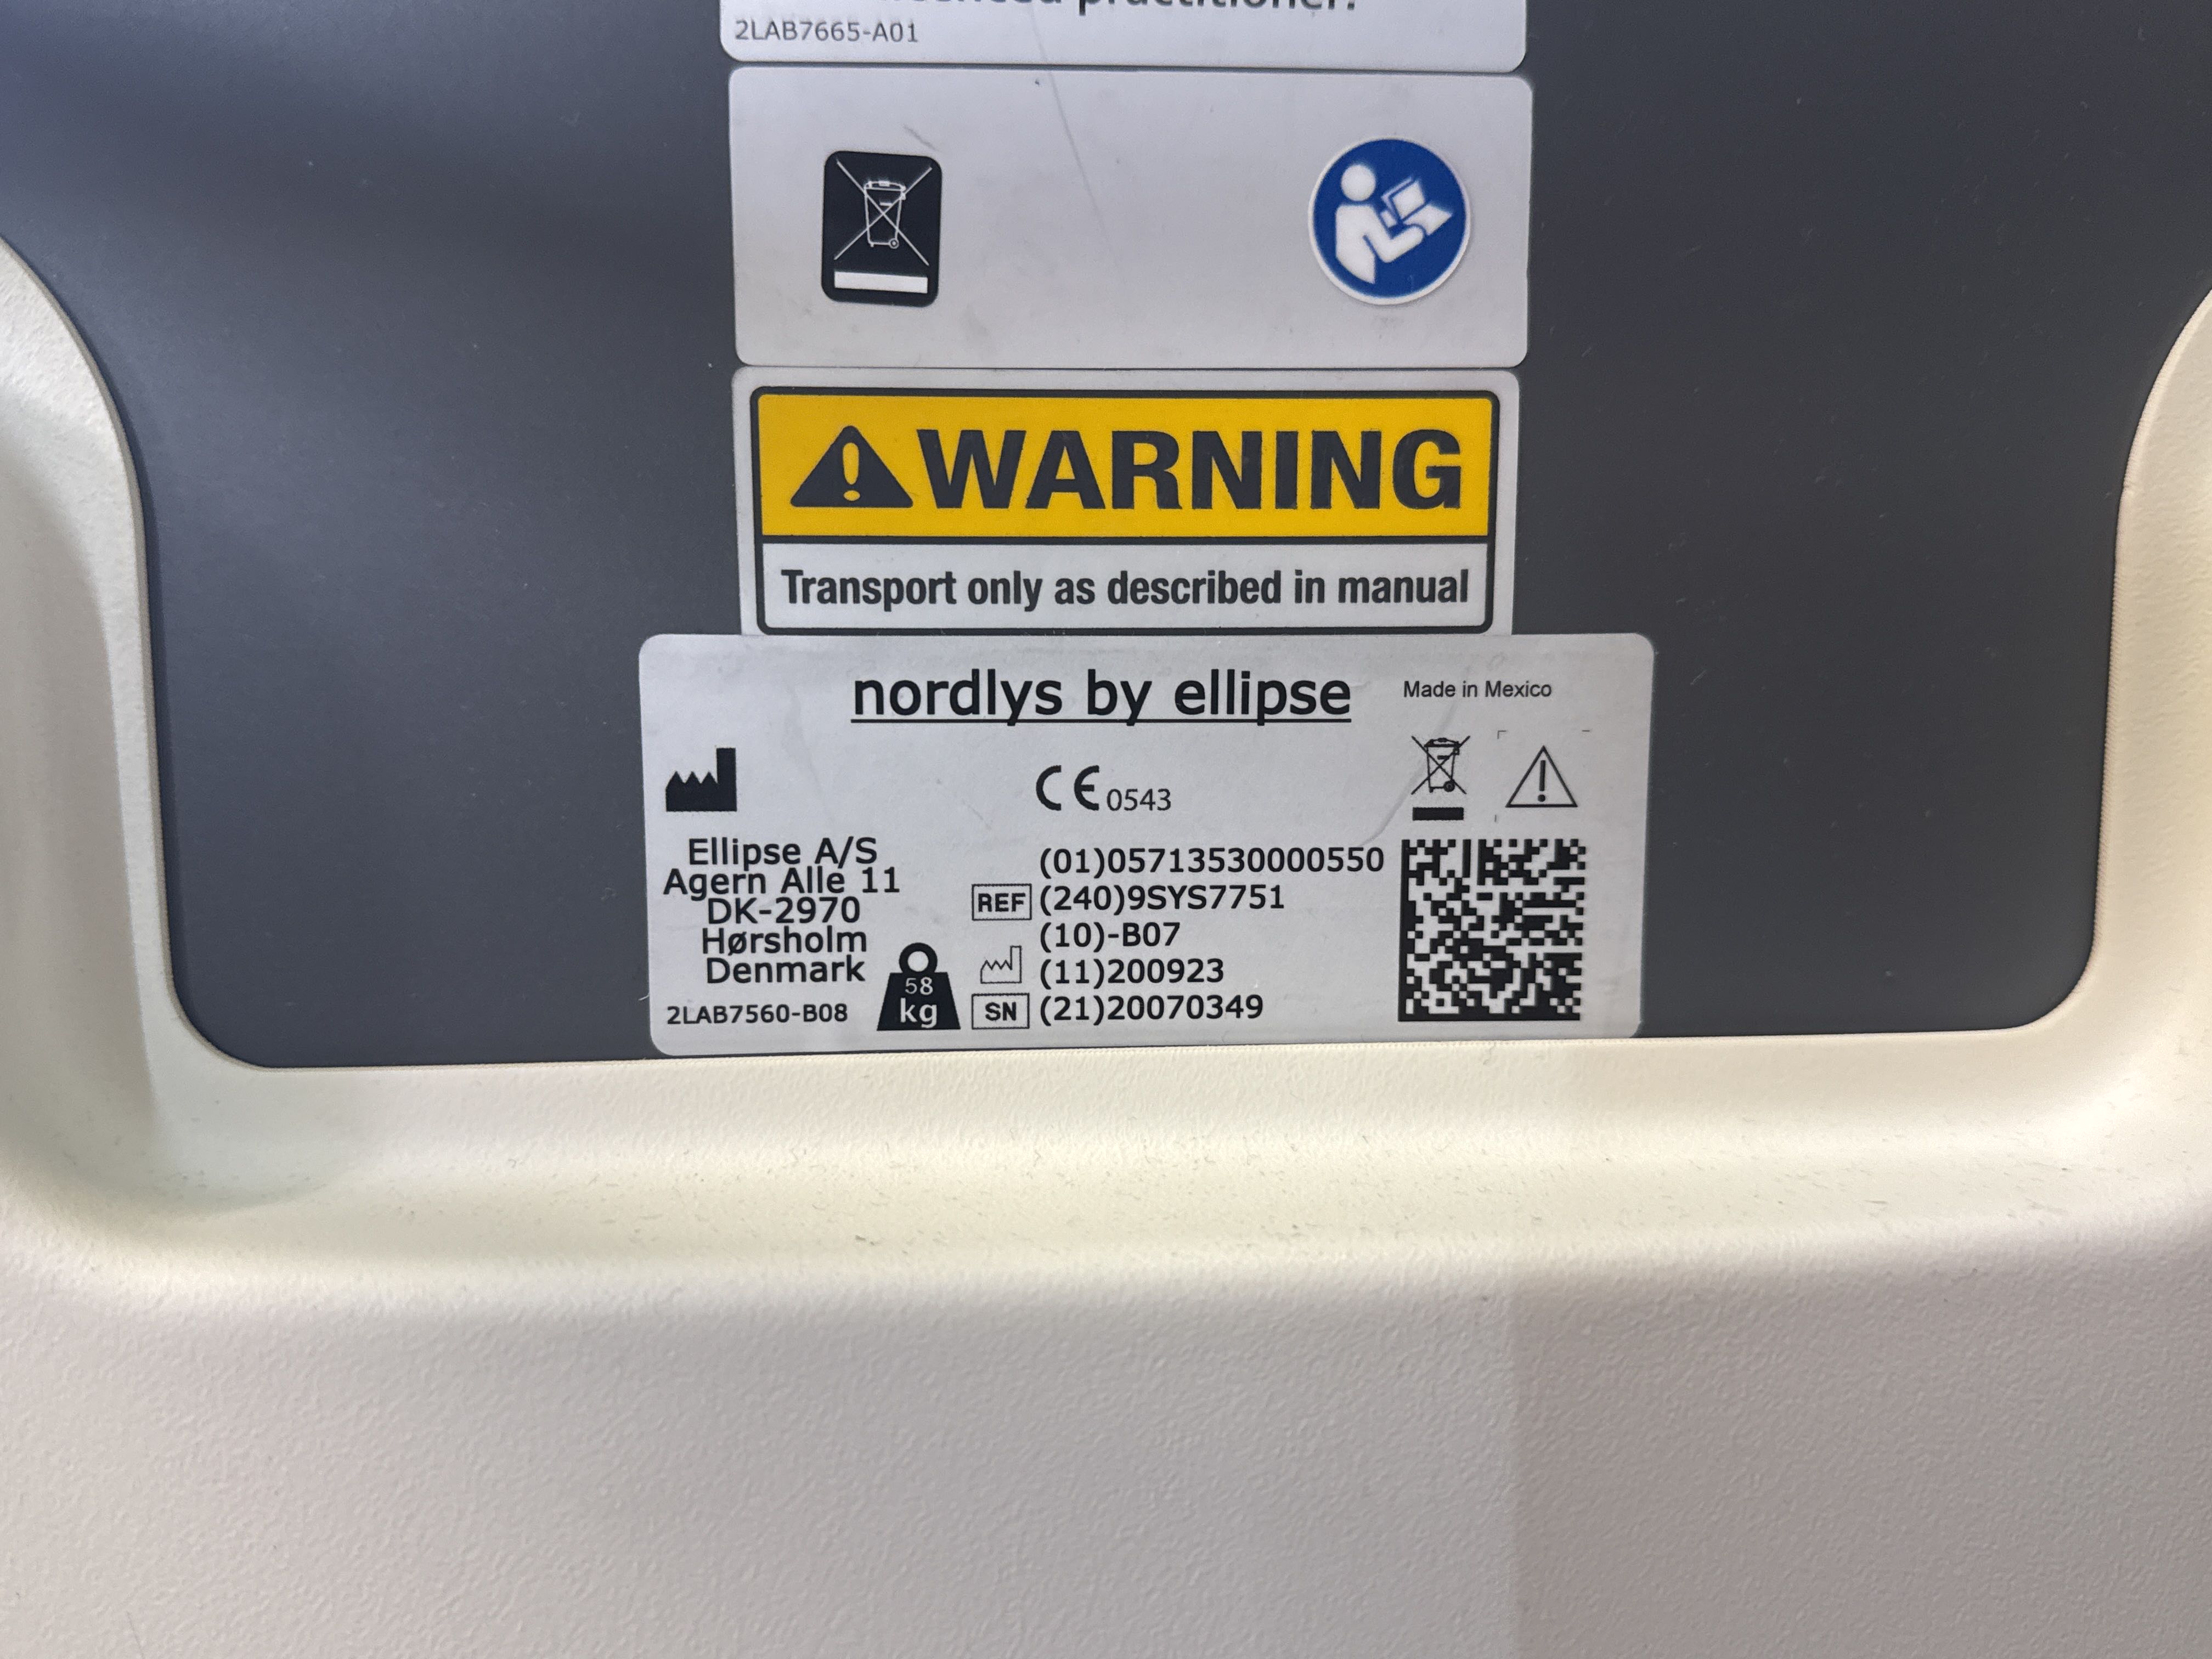 practitioner.
2LAB7665-A01
WARNING
Transport only as described in manual
nordlys by ellipse
Made in Mexico
CE 0543
Ellipse A/S
Agern Alle 11
DK-2970
Hørsholm
Denmark
2LAB7560-B08
58
kg
(01)05713530000550
REF (240)9SYS7751
(10)-B07
(11)200923
SN (21)20070349